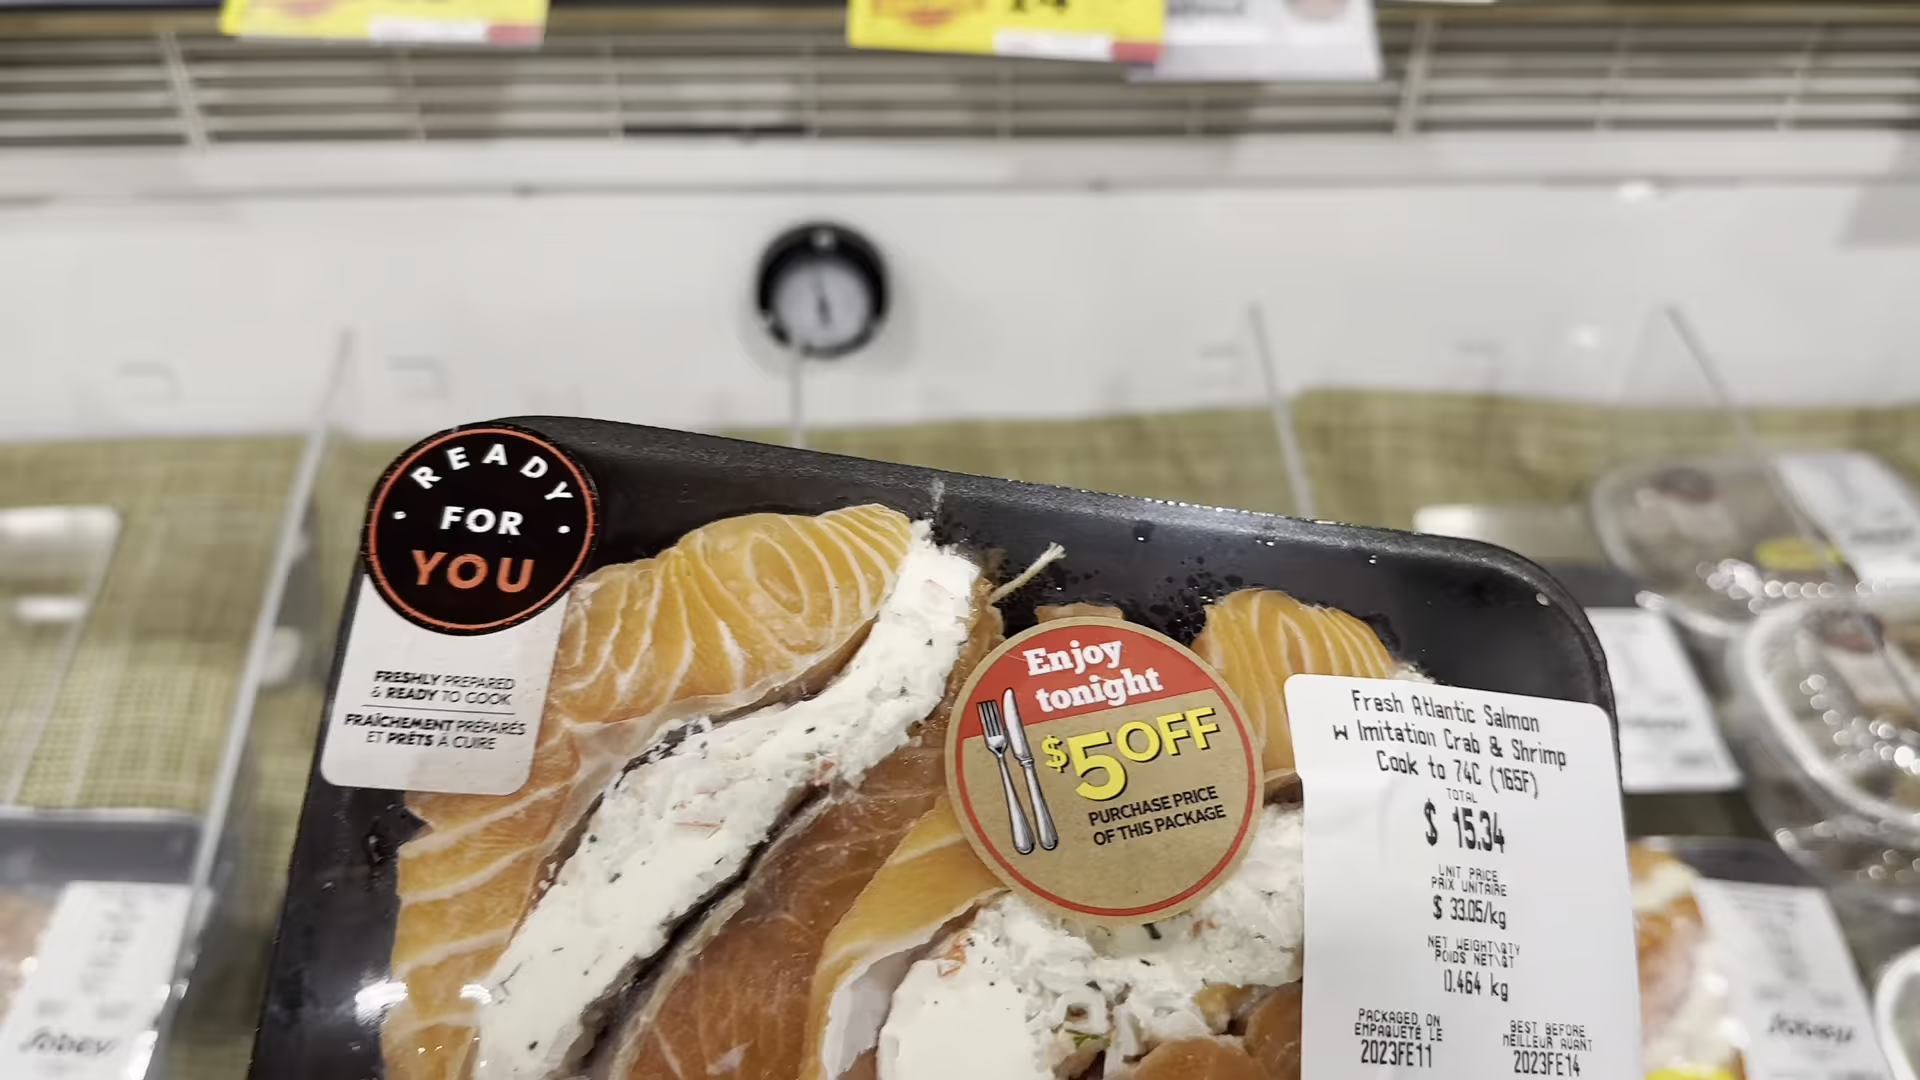 READY
FOR
YOU
FRESHLY PREPARED
& READY TO COOK
FRAÎCHEMENT PRÉPARÉS
ET PRÊTS À CUIRE
Enjoy
tonight
$5OFF
PURCHASE PRICE
OF THIS PACKAGE
Fresh Atlantic Salmon
w Imitation Crab & Shrimp
Cook to 74C (165F)
TOTAL
$ 15.34
UNIT PRICE
PRIX UNITAIRE
$ 33.05/kg
NET WEIGHT\QTY
POIDS NET\QT
0.464 kg
PACKAGED ON
EMPAQUETÉ LE
2023FE11
BEST BEFORE
MEILLEUR AVANT
2023FE14
Sobeys